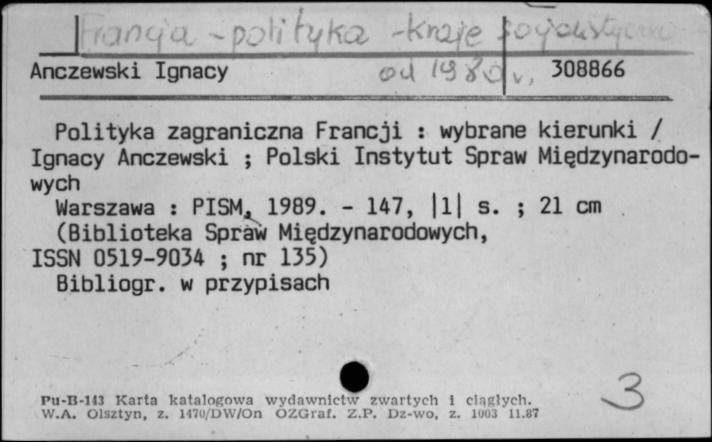 Francja - polityka - kraje socjalistyczne
od 1980 r.
Anczewski Ignacy 308866
Polityka zagraniczna Francji : wybrane kierunki /
Ignacy Anczewski ; Polski Instytut Spraw Międzynarodo-
wych
Warszawa : PISM, 1989. - 147, |1| s. ; 21 cm
(Biblioteka Spraw Międzynarodowych,
ISSN 0519-9034 ; nr 135)
Bibliogr. w przypisach
3
Pu-B-143 Karta katalogowa wydawnictw zwartych i ciągłych.
W.A. Olsztyn, z. 1470/DW/On OZGraf. Z.P. Dz-wo, z. 1003 11.87